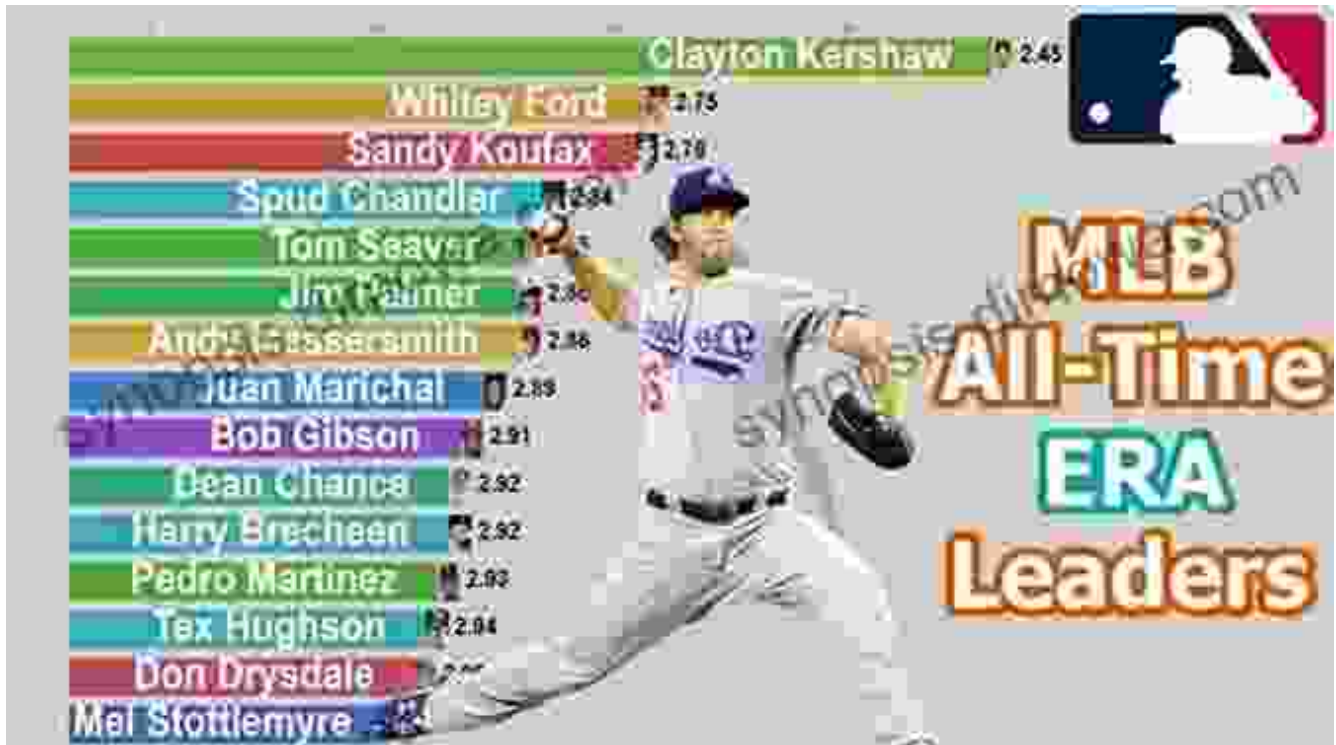 Clayton Kershaw 2.45
Whitey Ford 2.75
Sandy Koufax 2.76
Spud Chandler 2.84
Tom Seaver
Jim Palmer
Andy Messersmith 2.86
Juan Marichal 2.89
Bob Gibson 2.91
Dean Chance 2.92
Harry Brecheen 2.92
Pedro Martinez 2.93
Tex Hughson 2.94
Don Drysdale
Mel Stottlemyre
MLB
All-Time
ERA
Leaders